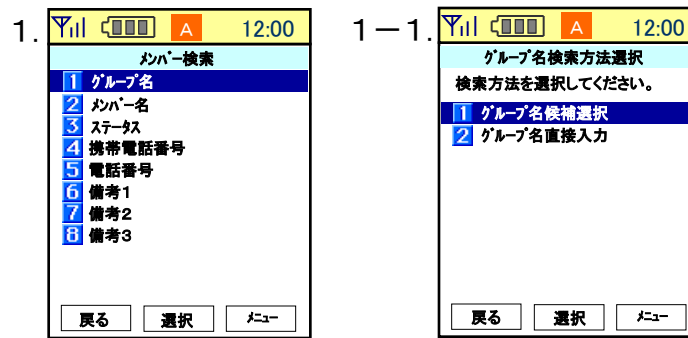 1.
A 12:00
メンバー検索
1 グループ名
2 メンバー名
3 ステータス
4 携帯電話番号
5 電話番号
6 備考1
7 備考2
8 備考3
戻る 選択 メニュー
1-1.
A 12:00
グループ名検索方法選択
検索方法を選択してください。
1 グループ名候補選択
2 グループ名直接入力
戻る 選択 メニュー